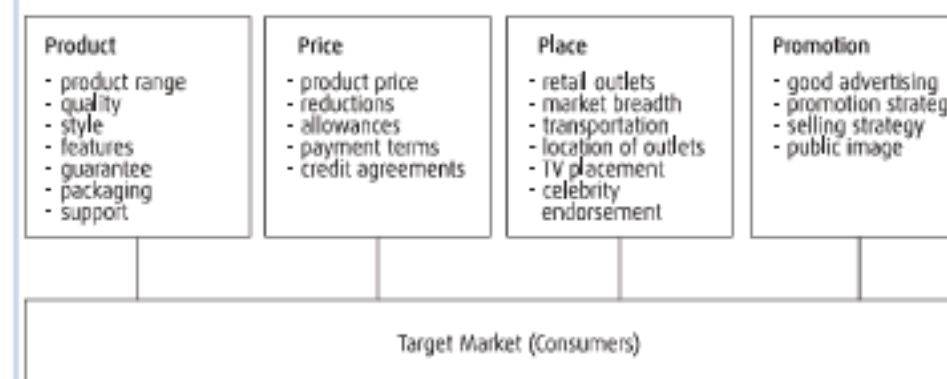 Product
- product range
- quality
- style
- features
- guarantee
- packaging
- support
Price
- product price
- reductions
- allowances
- payment terms
- credit agreements
Place
- retail outlets
- market breadth
- transportation
- location of outlets
- TV placement
- celebrity
endorsement
Promotion
- good advertising
- promotion strateg
- selling strategy
- public image
Target Market (Consumers)